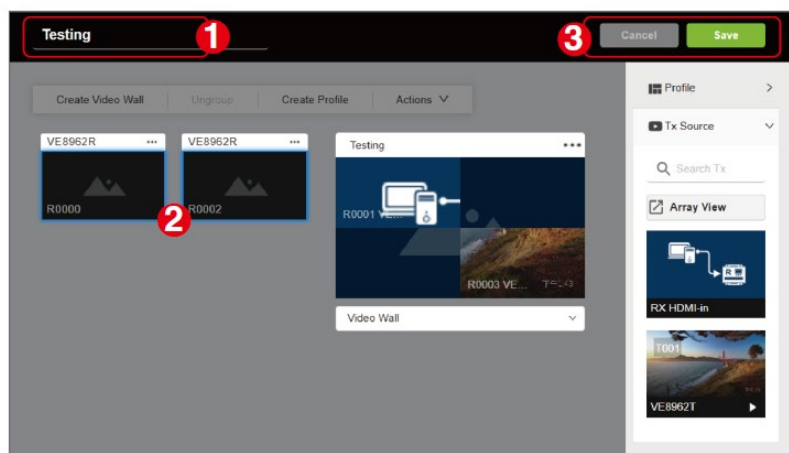 Testing
1
3
Cancel
Save
Create Video Wall
Ungroup
Create Profile
Actions
VE8962R ...
VE8962R ...
R0000
R0002
2
Testing ...
R0001 VE...
R0003 VE...
Video Wall
Profile
Tx Source
Search Tx
Array View
R
RX HDMI-in
T001
VE8962T